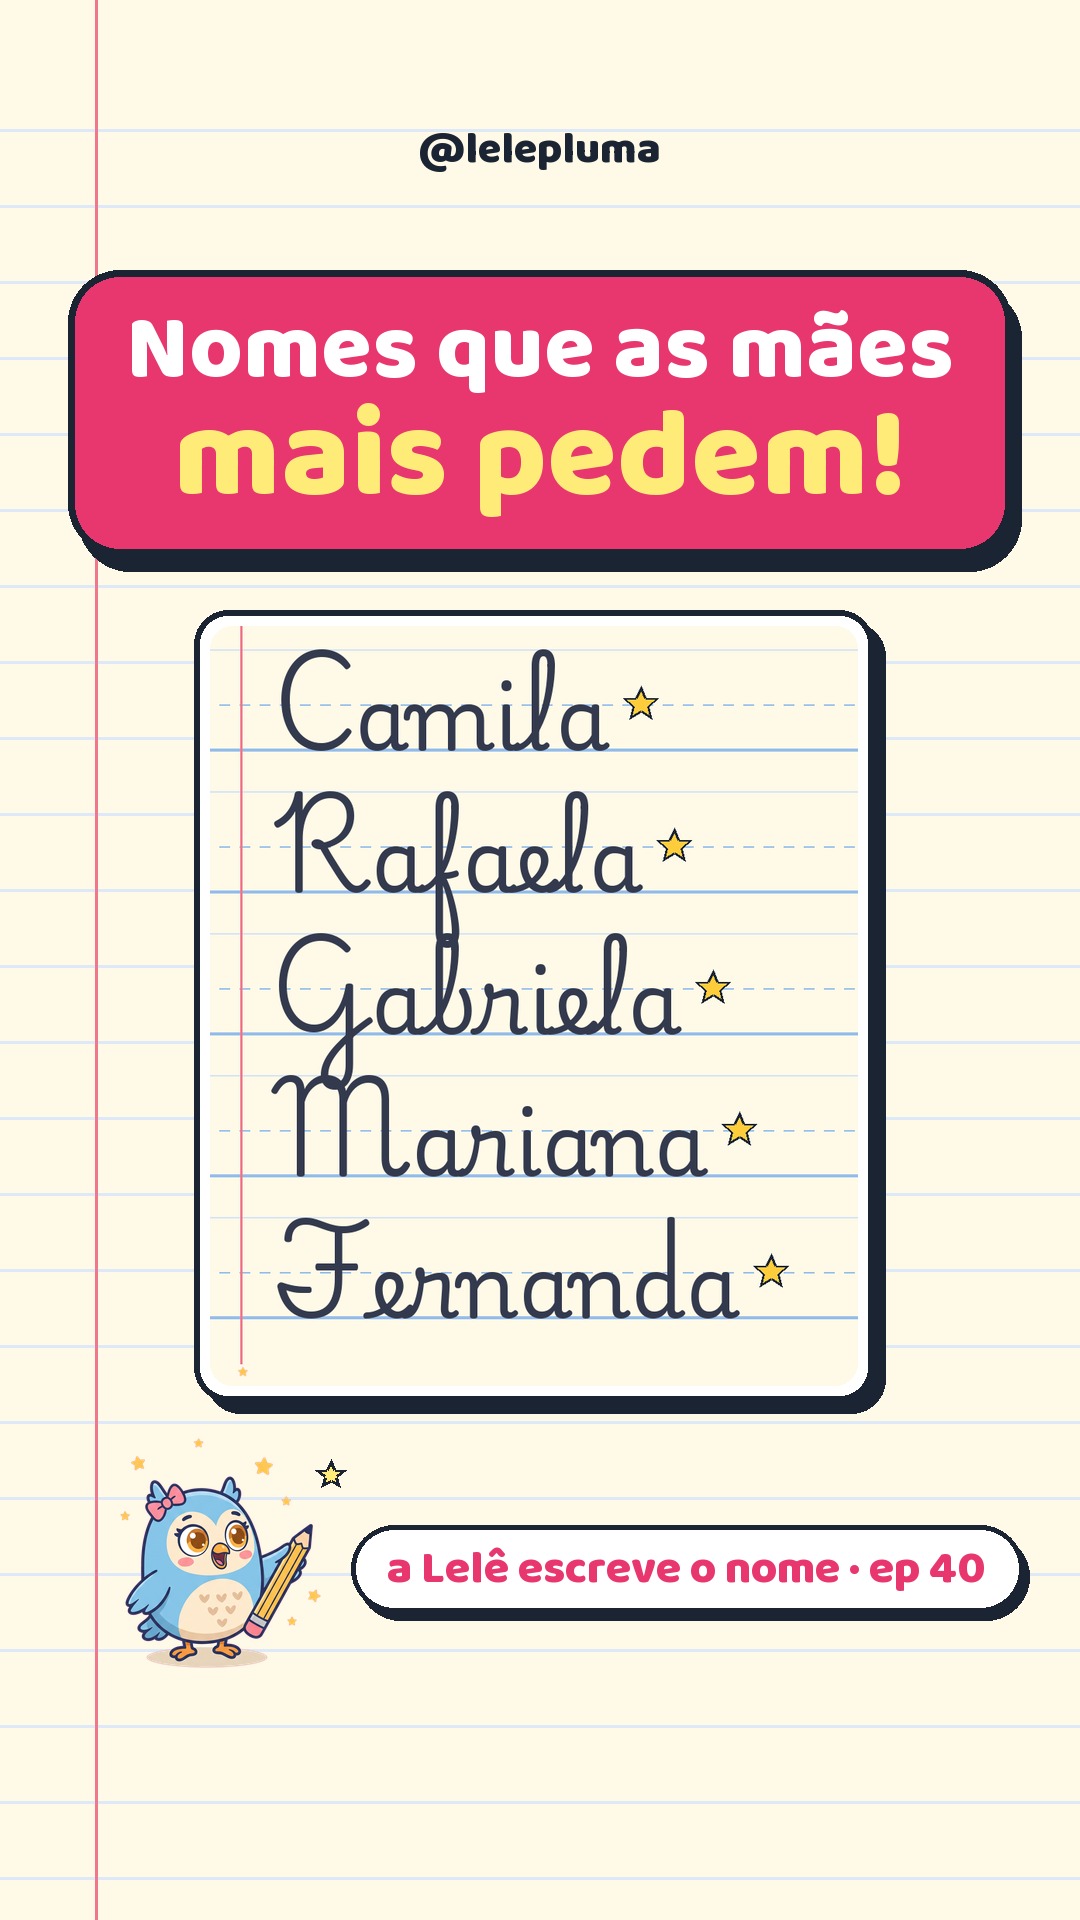 @lelepluma
Nomes que as mães
mais pedem!
Camila
Rafaela
Gabriela
Mariana
Fernanda
a Lelê escreve o nome · ep 40